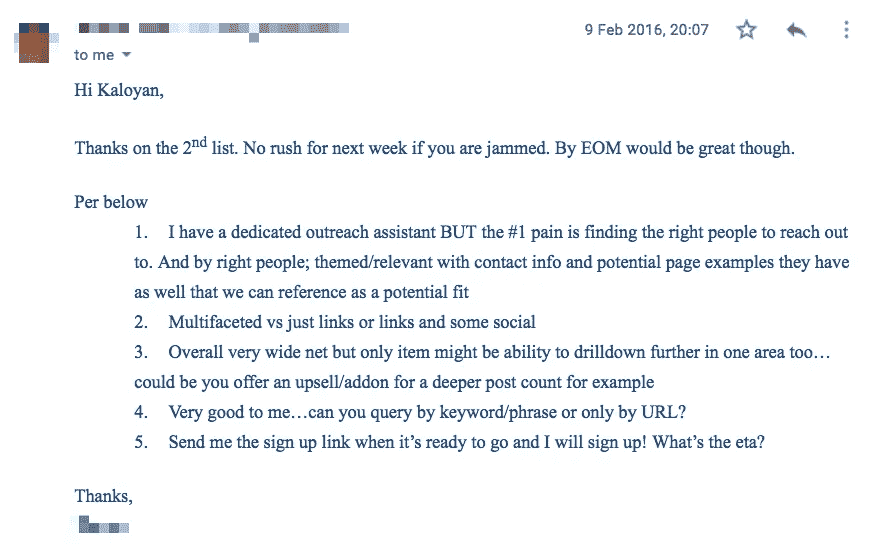 9 Feb 2016, 20:07
to me
Hi Kaloyan,
Thanks on the 2nd list. No rush for next week if you are jammed. By EOM would be great though.
Per below
1. I have a dedicated outreach assistant BUT the #1 pain is finding the right people to reach out
to. And by right people; themed/relevant with contact info and potential page examples they have
as well that we can reference as a potential fit
2. Multifaceted vs just links or links and some social
3. Overall very wide net but only item might be ability to drilldown further in one area too…
could be you offer an upsell/addon for a deeper post count for example
4. Very good to me…can you query by keyword/phrase or only by URL?
5. Send me the sign up link when it’s ready to go and I will sign up! What’s the eta?
Thanks,